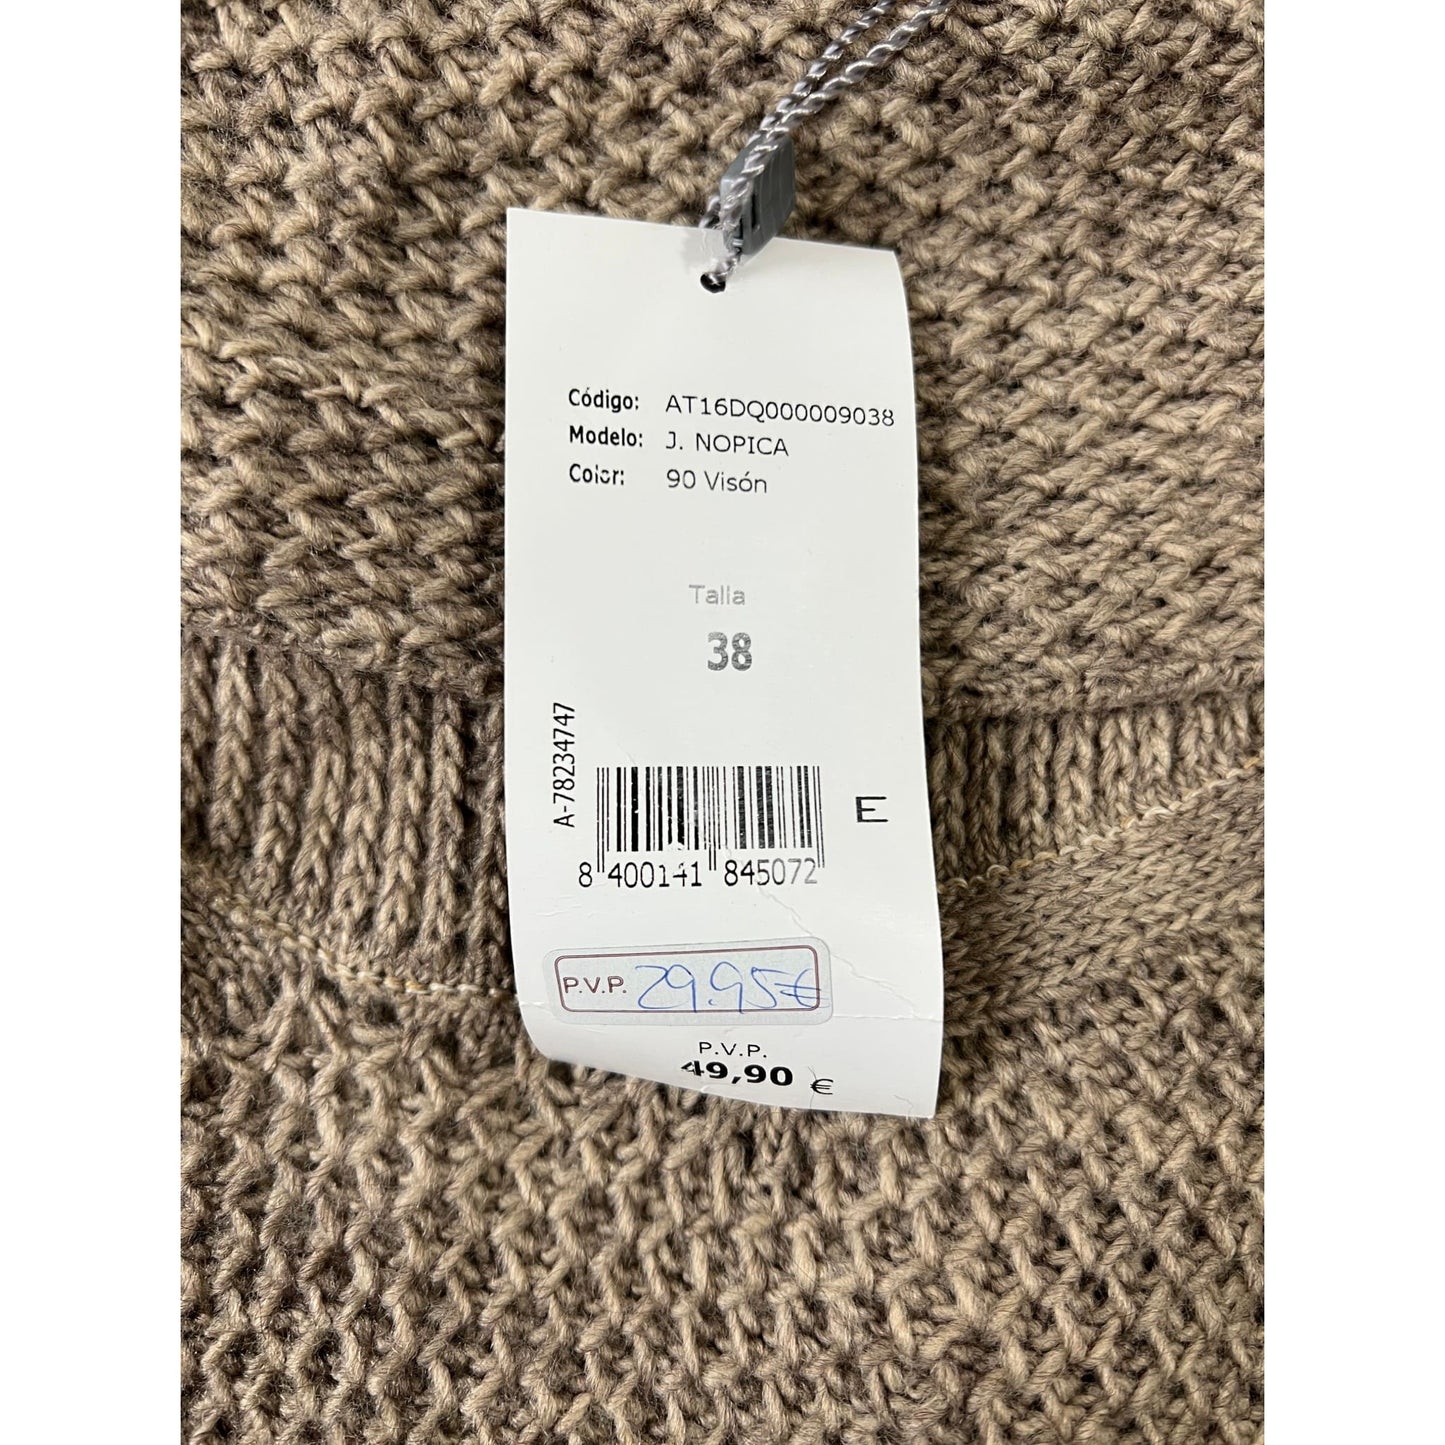 Código: AT16DQ000009038
Modelo: J. NOPICA
Color: 90 Visón
Talla
38
A-78234747
E
8 400141 845072
P.V.P. 29.95€
P.V.P.
49,90 €